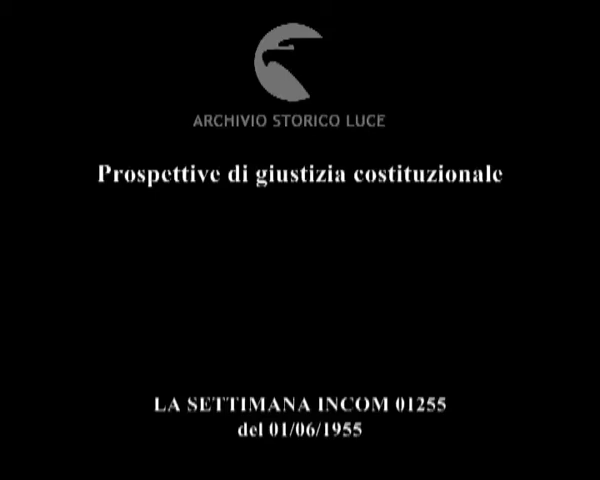 ARCHIVIO STORICO LUCE
Prospettive di giustizia costituzionale
LA SETTIMANA INCOM 01255
del 01/06/1955